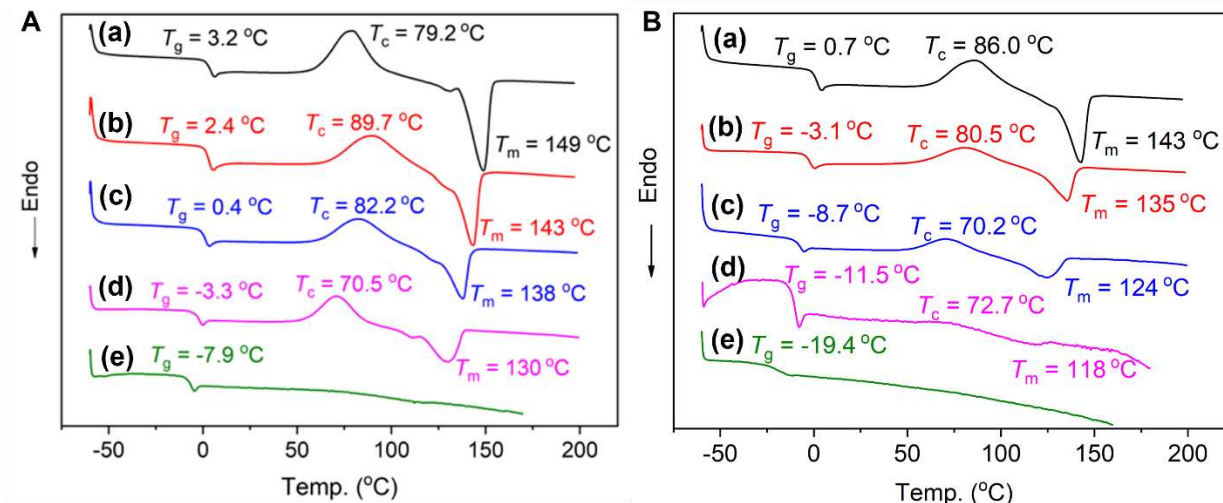 A
(a)
Tg = 3.2 °C
Tc = 79.2 °C
(b)
Tg = 2.4 °C
Tc = 89.7 °C
Tm = 149 °C
(c)
Tg = 0.4 °C
Tc = 82.2 °C
Tm = 143 °C
(d)
Tg = -3.3 °C
Tc = 70.5 °C
Tm = 138 °C
(e)
Tg = -7.9 °C
Tm = 130 °C
Endo
-50
0
50
100
150
200
Temp. (°C)
B
(a)
Tg = 0.7 °C
Tc = 86.0 °C
(b)
Tg = -3.1 °C
Tc = 80.5 °C
Tm = 143 °C
(c)
Tg = -8.7 °C
Tc = 70.2 °C
Tm = 135 °C
(d)
Tg = -11.5 °C
Tc = 72.7 °C
Tm = 124 °C
(e)
Tg = -19.4 °C
Tm = 118 °C
Endo
-50
0
50
100
150
200
Temp. (°C)